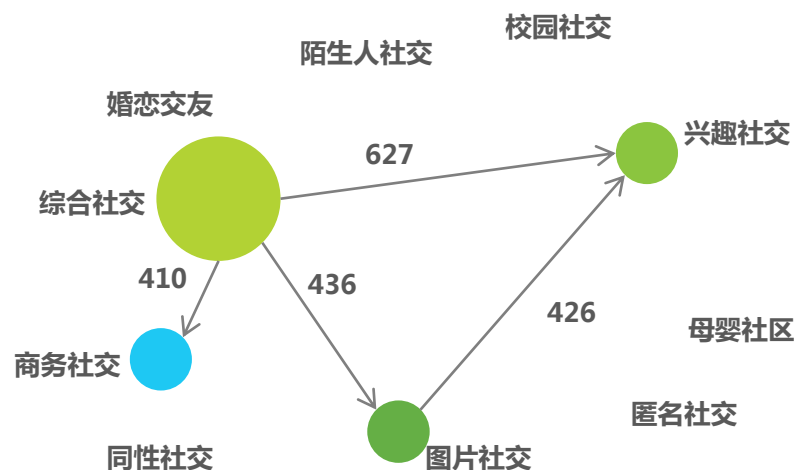 校园社交
陌生人社交
婚恋交友
兴趣社交
627
综合社交
410
436
426
母婴社区
商务社交
匿名社交
同性社交
图片社交